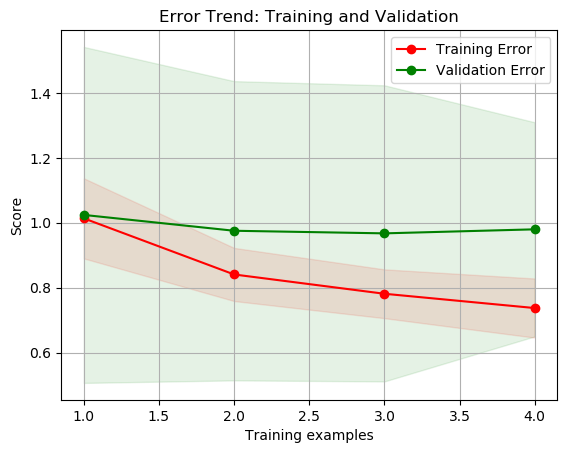 Error Trend: Training and Validation
Training Error
Validation Error
Score
1.4
1.2
1.0
0.8
0.6
1.0 1.5 2.0 2.5 3.0 3.5 4.0
Training examples